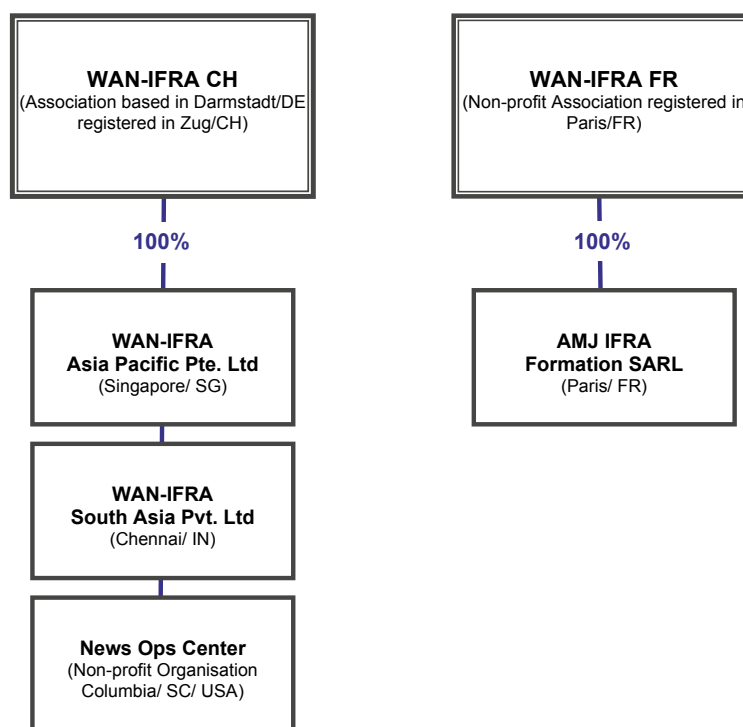 WAN-IFRA CH
(Association based in Darmstadt/DE
registered in Zug/CH)
100%
WAN-IFRA
Asia Pacific Pte. Ltd
(Singapore/ SG)
WAN-IFRA
South Asia Pvt. Ltd
(Chennai/ IN)
News Ops Center
(Non-profit Organisation
Columbia/ SC/ USA)
WAN-IFRA FR
(Non-profit Association registered in
Paris/FR)
100%
AMJ IFRA
Formation SARL
(Paris/ FR)